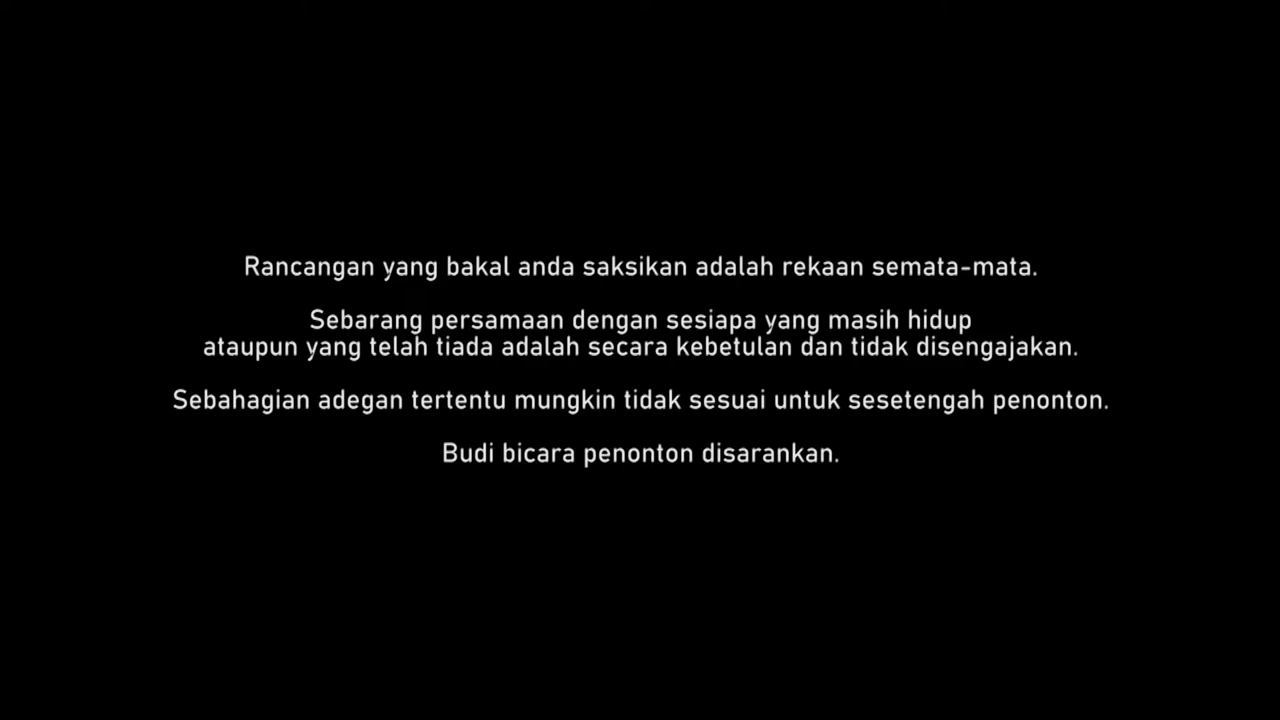 Rancangan yang bakal anda saksikan adalah rekaan semata-mata.
Sebarang persamaan dengan sesiapa yang masih hidup
ataupun yang telah tiada adalah secara kebetulan dan tidak disengajakan.
Sebahagian adegan tertentu mungkin tidak sesuai untuk sesetengah penonton.
Budi bicara penonton disarankan.